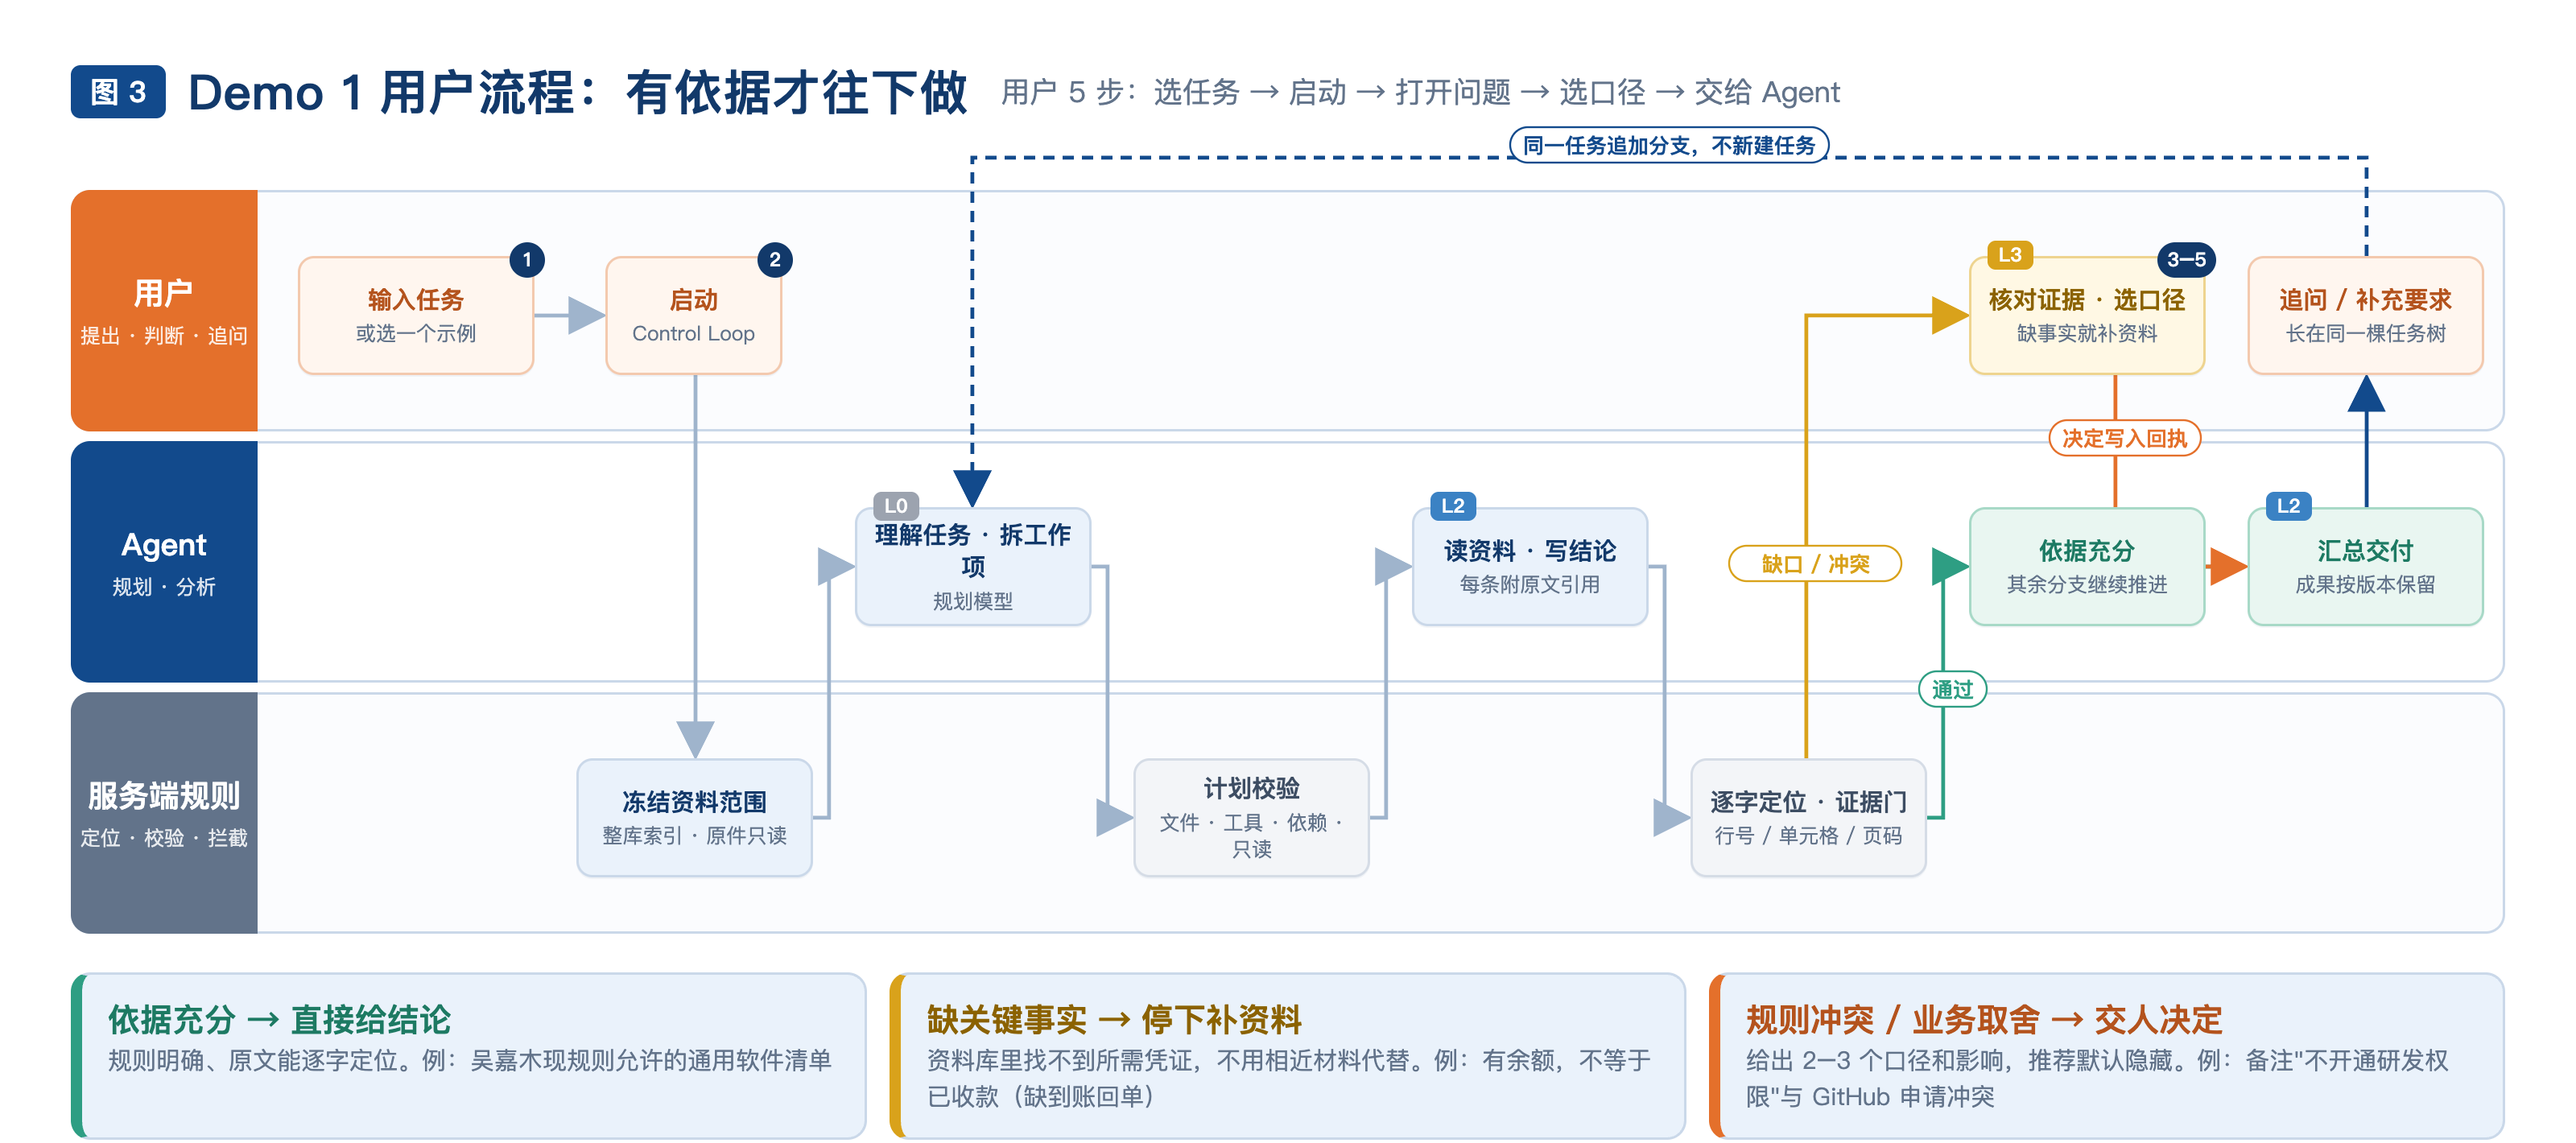 图 3
Demo 1 用户流程：有依据才往下做
用户 5 步：选任务 → 启动 → 打开问题 → 选口径 → 交给 Agent
同一任务追加分支，不新建任务
用户
提出 · 判断 · 追问
1
输入任务
或选一个示例
2
启动
Control Loop
L3
3–5
核对证据 · 选口径
缺事实就补资料
追问 / 补充要求
长在同一棵任务树
决定写入回执
Agent
规划 · 分析
L0
理解任务 · 拆工作
项
规划模型
L2
读资料 · 写结论
每条附原文引用
缺口 / 冲突
依据充分
其余分支继续推进
L2
汇总交付
成果按版本保留
通过
服务端规则
定位 · 校验 · 拦截
冻结资料范围
整库索引 · 原件只读
计划校验
文件 · 工具 · 依赖 ·
只读
逐字定位 · 证据门
行号 / 单元格 / 页码
依据充分 → 直接给结论
规则明确、原文能逐字定位。例：吴嘉木现规则允许的通用软件清单
缺关键事实 → 停下补资料
资料库里找不到所需凭证，不用相近材料代替。例：有余额，不等于
已收款（缺到账回单）
规则冲突 / 业务取舍 → 交人决定
给出 2–3 个口径和影响，推荐默认隐藏。例：备注"不开通研发权
限"与 GitHub 申请冲突